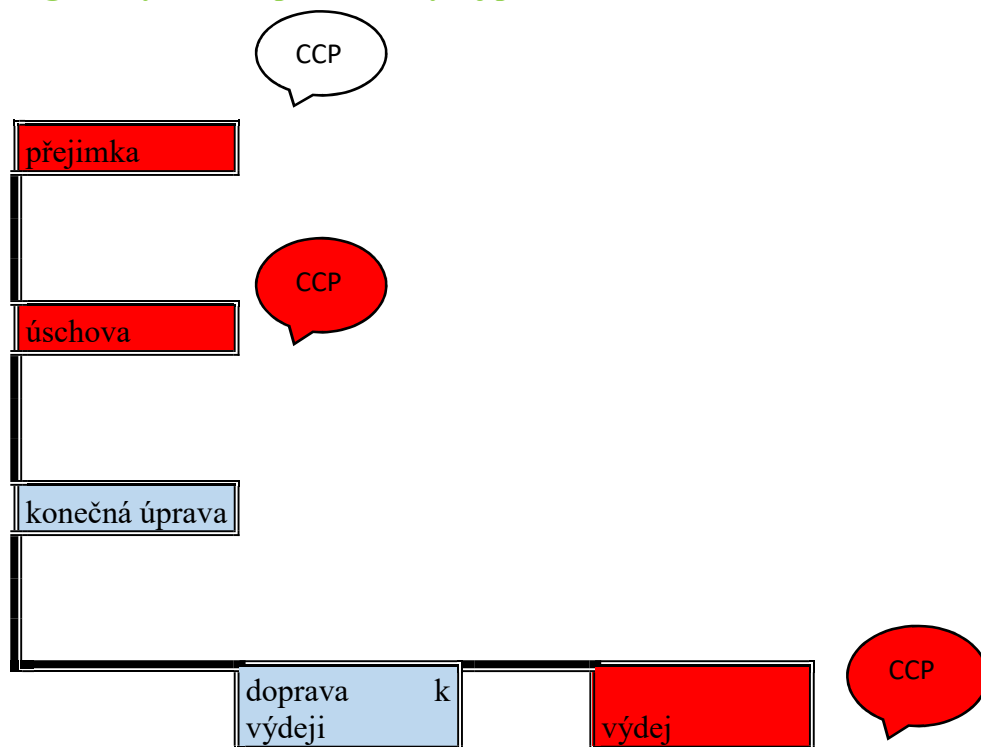 CCP
přejimka
CCP
úschova
konečná úprava
CCP
doprava k
výdeji
výdej